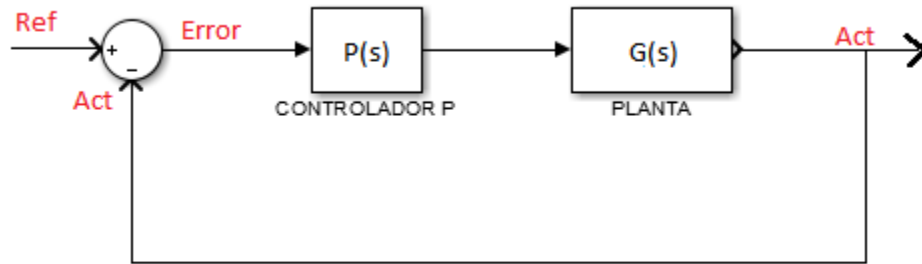 Ref
+
−
Error
P(s)
CONTROLADOR P
G(s)
PLANTA
Act
Act